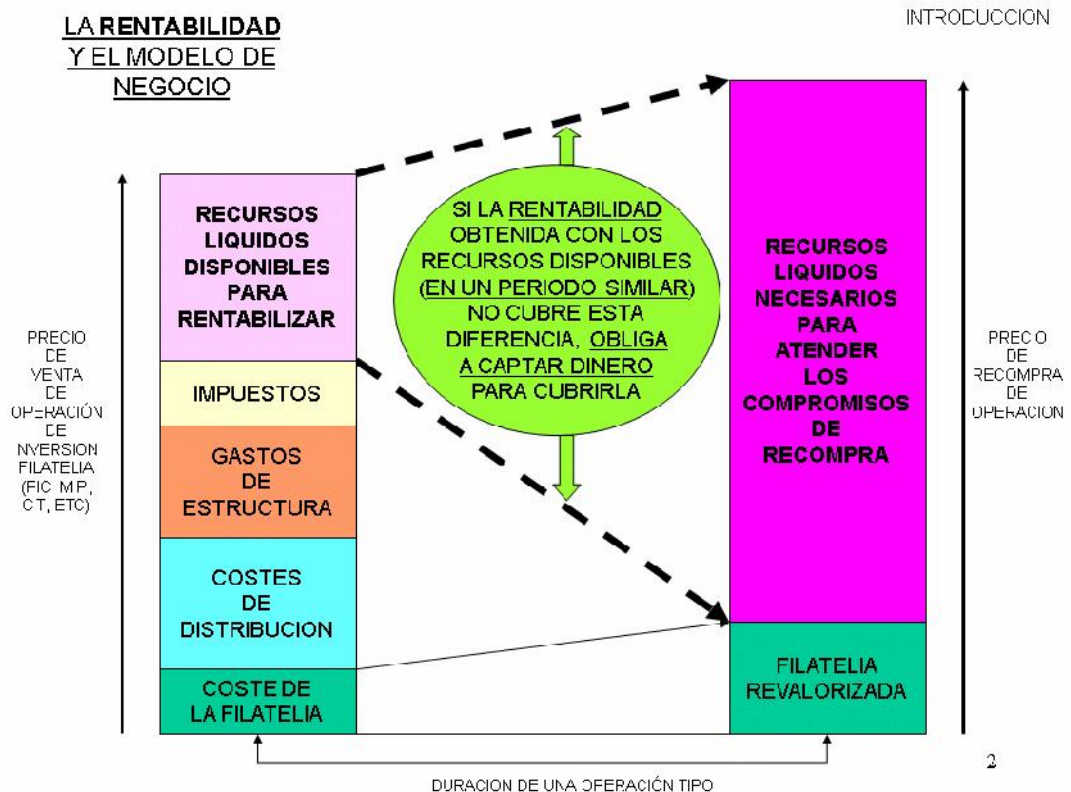 LA RENTABILIDAD
Y EL MODELO DE
NEGOCIO
INTRODUCCION
PRECIO
DE
VENTA
DE
OPERACIÓN
DE
NVERSION
FILATELIA
(FIC MP,
CT, ETC)
RECURSOS
LIQUIDOS
DISPONIBLES
PARA
RENTABILIZAR
IMPUESTOS
GASTOS
DE
ESTRUCTURA
COSTES
DE
DISTRIBUCION
COSTE DE
LA FILATELIA
SI LA RENTABILIDAD
OBTENIDA CON LOS
RECURSOS DISPONIBLES
(EN UN PERIODO SIMILAR)
NO CUBRE ESTA
DIFERENCIA, OBLIGA
A CAPTAR DINERO
PARA CUBRIRLA
RECURSOS
LIQUIDOS
NECESARIOS
PARA
ATENDER
LOS
COMPROMISOS
DE
RECOMPRA
FILATELIA
REVALORIZADA
PRECIO
DE
RECOMPRA
DE
OPERACION
DURACION DE UNA OPERACIÓN TIPO
2